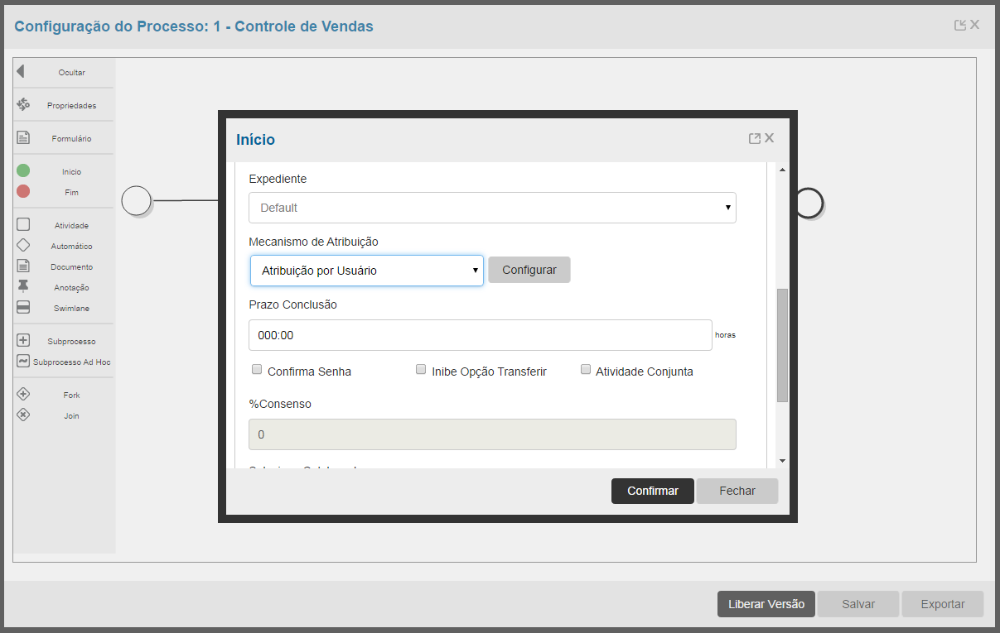 Configuração do Processo: 1 - Controle de Vendas
Ocultar
Propriedades
Formulário
Inicio
Fim
Atividade
Automático
Documento
Anotação
Swimlane
Subprocesso
Subprocesso Ad Hoc
Fork
Join
Início
Expediente
Default
Mecanismo de Atribuição
Atribuição por Usuário
Configurar
Prazo Conclusão
000:00 horas
Confirma Senha Inibe Opção Transferir Atividade Conjunta
%Consenso
0
Confirmar Fechar
Liberar Versão Salvar Exportar